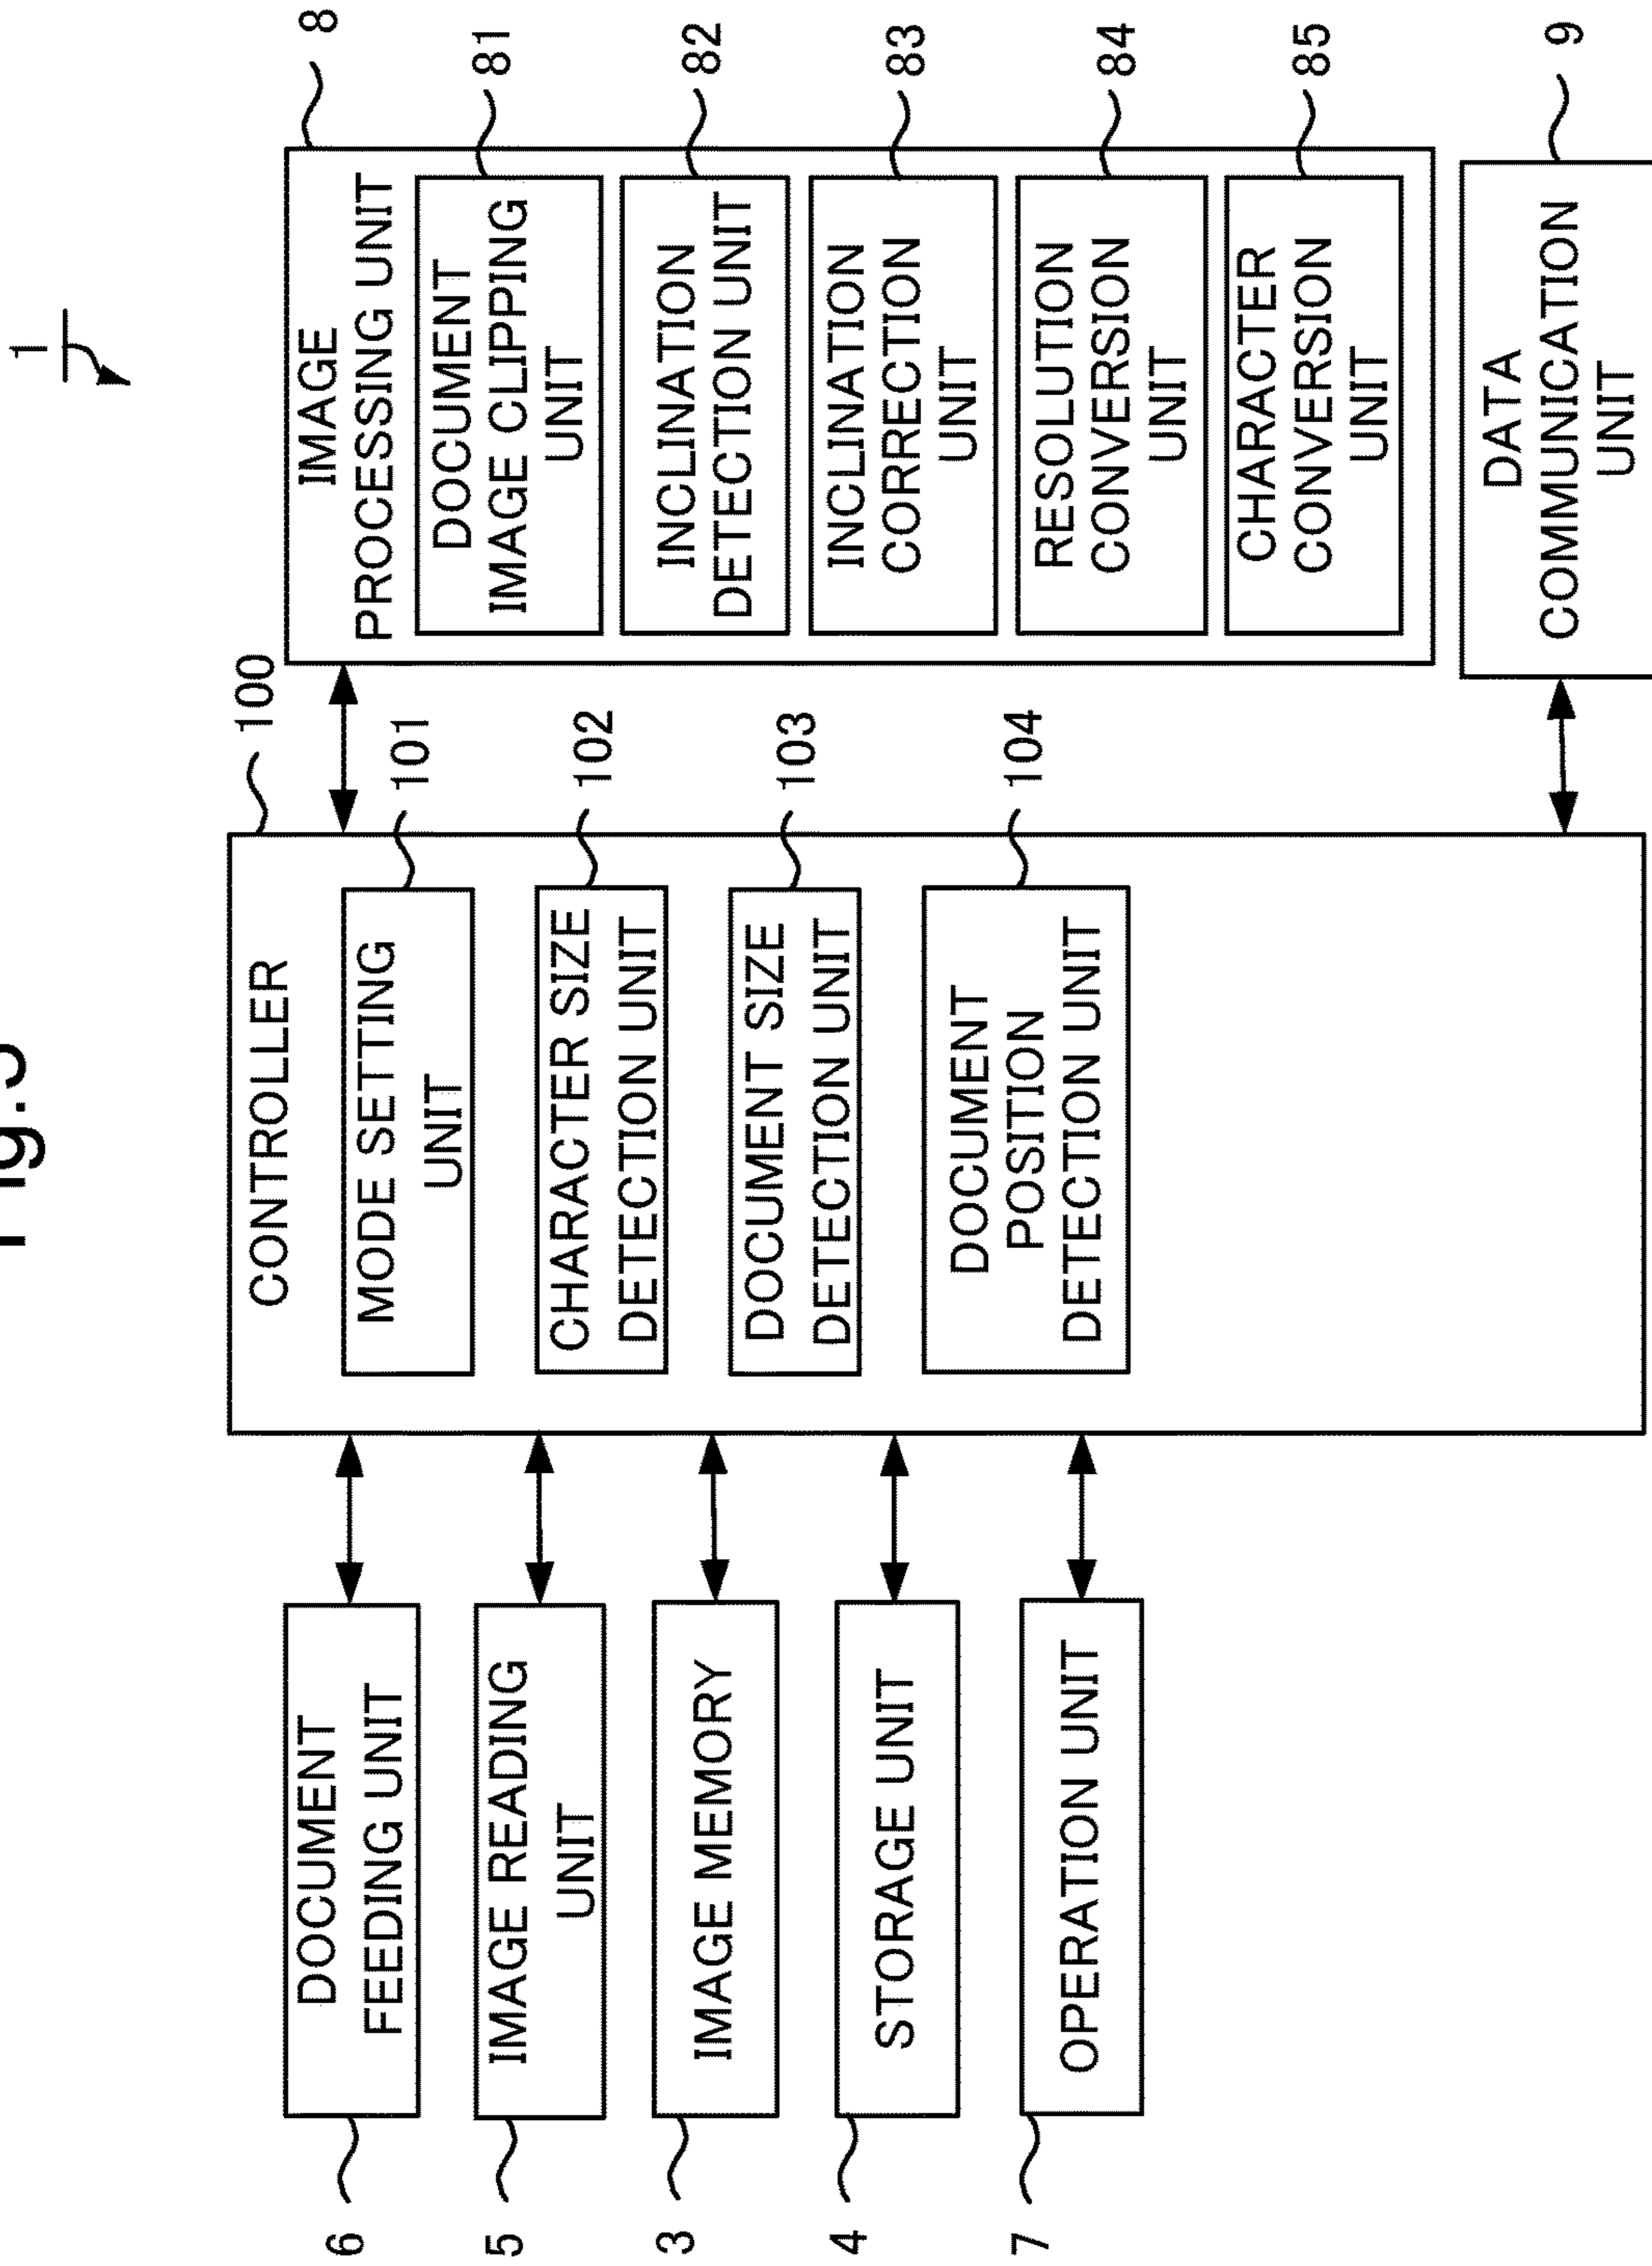 1
6
DOCUMENT
FEEDING UNIT
5
IMAGE READING
UNIT
3
IMAGE MEMORY
4
STORAGE UNIT
7
OPERATION UNIT
100
CONTROLLER
MODE SETTING
UNIT
101
CHARACTER SIZE
DETECTION UNIT
102
DOCUMENT SIZE
DETECTION UNIT
103
DOCUMENT
POSITION
DETECTION UNIT
104
8
IMAGE
PROCESSING UNIT
DOCUMENT
IMAGE CLIPPING
UNIT
81
INCLINATION
DETECTION UNIT
82
INCLINATION
CORRECTION
UNIT
83
RESOLUTION
CONVERSION
UNIT
84
CHARACTER
CONVERSION
UNIT
85
DATA
COMMUNICATION
UNIT
9